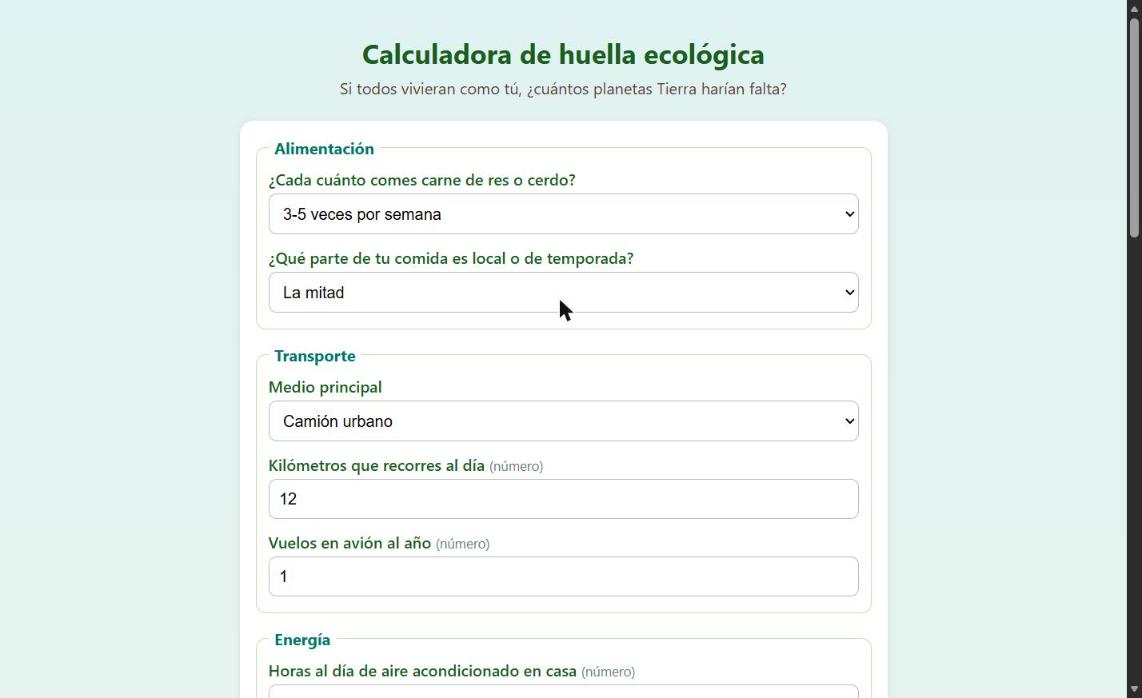 Calculadora de huella ecológica
Si todos vivieran como tú, ¿cuántos planetas Tierra harían falta?
Alimentación
¿Cada cuánto comes carne de res o cerdo?
3-5 veces por semana
¿Qué parte de tu comida es local o de temporada?
La mitad
Transporte
Medio principal
Camión urbano
Kilómetros que recorres al día (número)
12
Vuelos en avión al año (número)
1
Energía
Horas al día de aire acondicionado en casa (número)